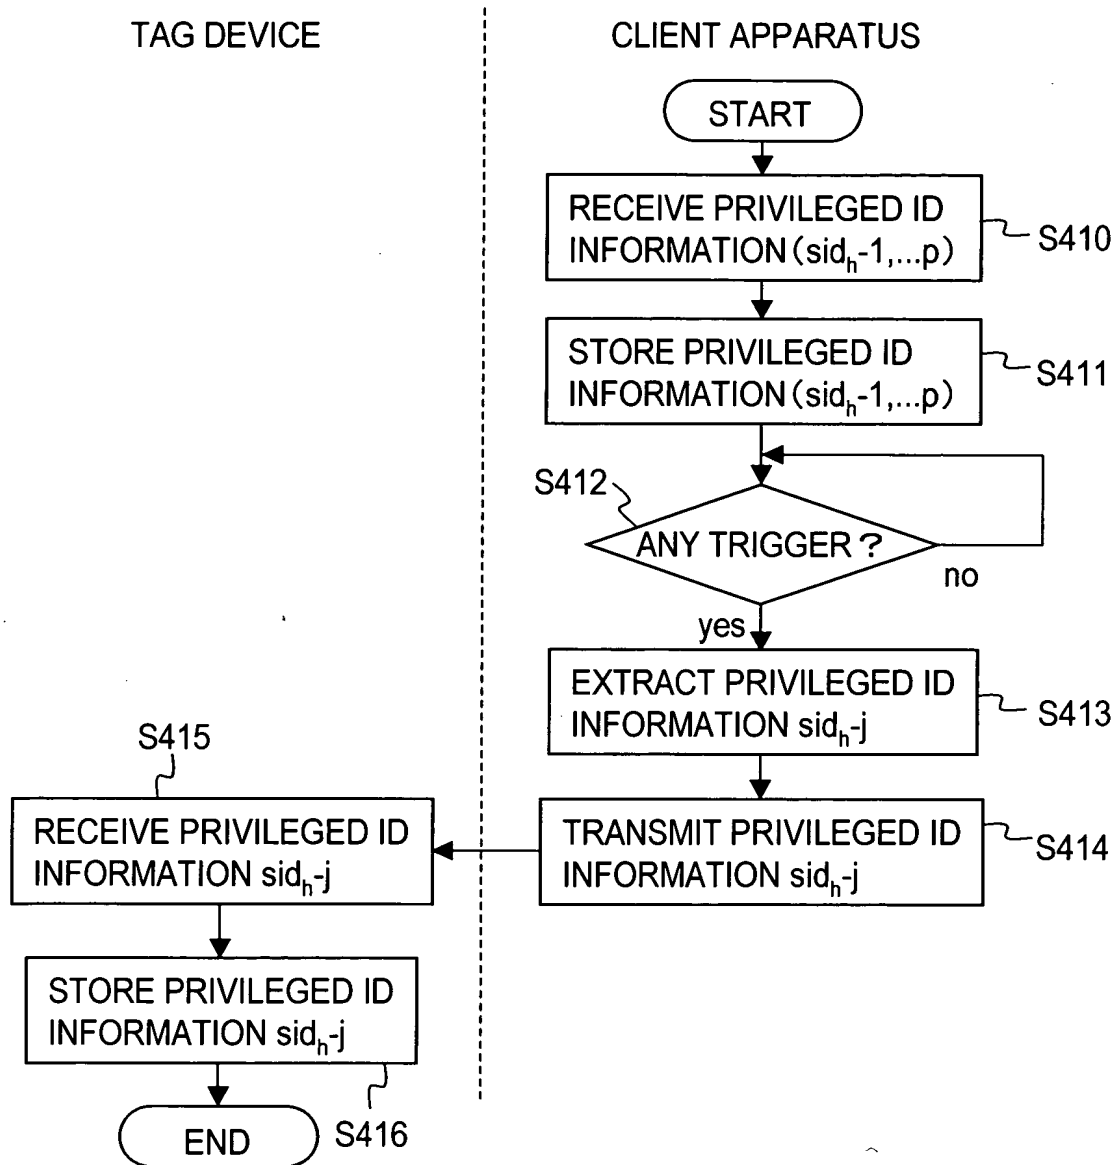 TAG DEVICE
CLIENT APPARATUS
START
RECEIVE PRIVILEGED ID
INFORMATION (sidₕ-1,...p)
S410
STORE PRIVILEGED ID
INFORMATION (sidₕ-1,...p)
S411
S412
ANY TRIGGER ?
no
yes
EXTRACT PRIVILEGED ID
INFORMATION sidₕ-j
S413
TRANSMIT PRIVILEGED ID
INFORMATION sidₕ-j
S414
S415
RECEIVE PRIVILEGED ID
INFORMATION sidₕ-j
STORE PRIVILEGED ID
INFORMATION sidₕ-j
S416
END